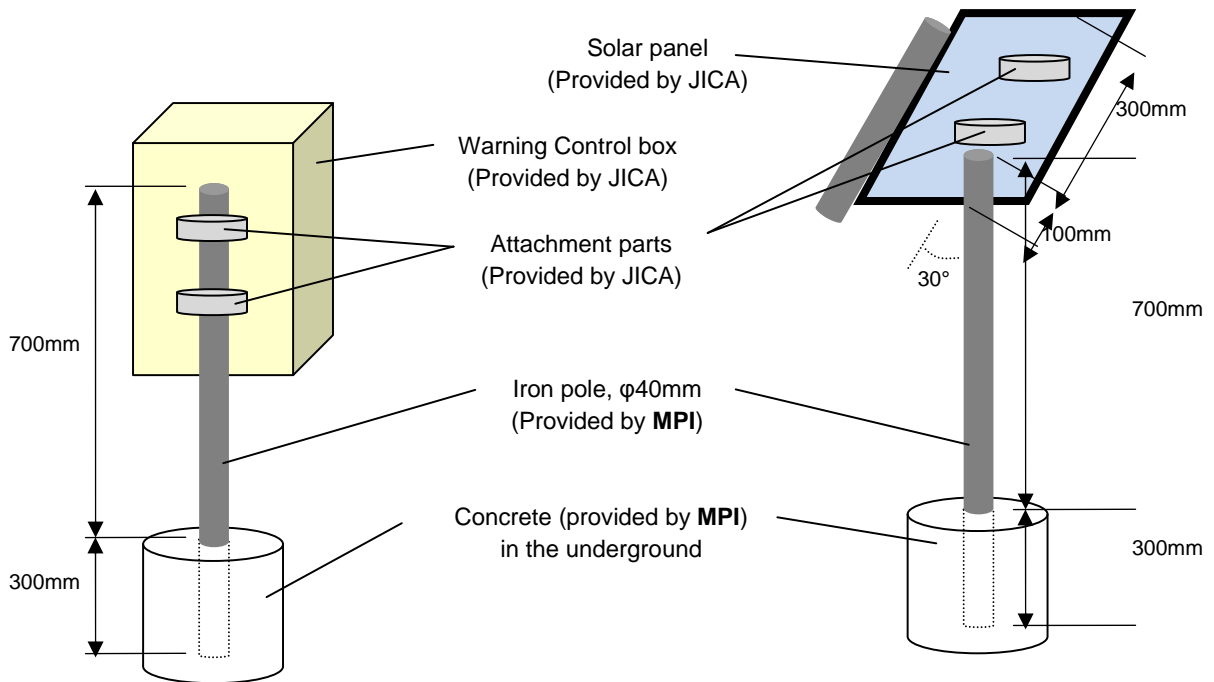 Solar panel
(Provided by JICA)
300mm
Warning Control box
(Provided by JICA)
100mm
Attachment parts
(Provided by JICA)
30°
700mm
700mm
Iron pole, φ40mm
(Provided by MPI)
Concrete (provided by MPI)
in the underground
300mm
300mm